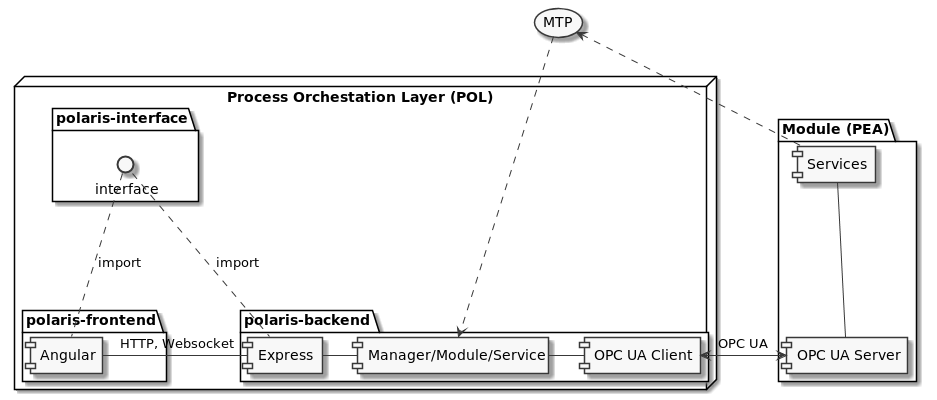 MTP
Process Orchestation Layer (POL)
polaris-interface
interface
Module (PEA)
Services
import
import
polaris-frontend
polaris-backend
HTTP, Websocket
OPC UA
Angular
Express
Manager/Module/Service
OPC UA Client
OPC UA Server